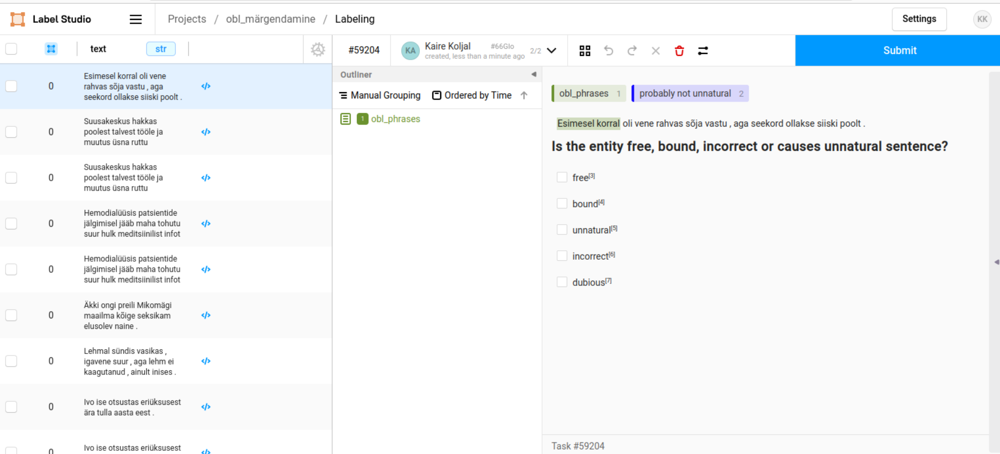 Label Studio
Projects / obl_märgendamine / Labeling
Settings
KK
text
str
#59204
KA
Kaire Koljal #66Glo
created, less than a minute ago
2/2
Submit
0
Esimesel korral oli vene
rahvas sõja vastu , aga
seekord ollakse siiski poolt .
</>
0
Suusakeskus hakkas
poolest talvest tööle ja
muutus üsna ruttu
</>
0
Suusakeskus hakkas
poolest talvest tööle ja
muutus üsna ruttu
</>
0
Hemodialüüsis patsientide
jälgimisel jääb maha tohutu
suur hulk meditsiinilist infot
</>
0
Hemodialüüsis patsientide
jälgimisel jääb maha tohutu
suur hulk meditsiinilist infot
</>
0
Äkki ongi preili Mikomägi
maailma kõige seksikam
elusolev naine .
</>
0
Lehmal sündis vasikas ,
igavene suur , aga lehm ei
kaagutanud , ainult inises .
</>
0
Ivo ise otsustas eriüksusest
ära tulla aasta eest .
</>
0
Ivo ise otsustas eriüksusest
</>
Outliner
Manual Grouping
Ordered by Time
1 obl_phrases
obl_phrases 1
probably not unnatural 2
Esimesel korral oli vene rahvas sõja vastu , aga seekord ollakse siiski poolt .
Is the entity free, bound, incorrect or causes unnatural sentence?
free[3]
bound[4]
unnatural[5]
incorrect[6]
dubious[7]
Task #59204